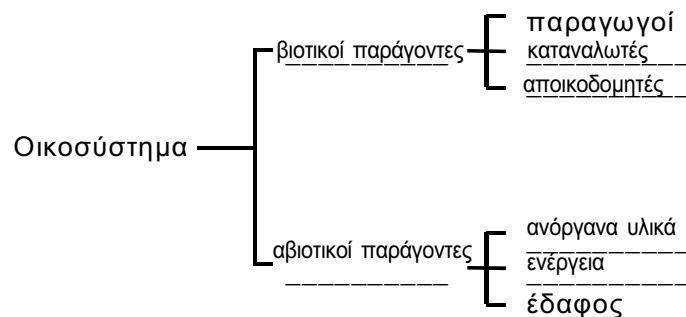 παραγωγοί
βιοτικοί παράγοντες
καταναλωτές
αποικοδομητές
Οικοσύστημα
ανόργανα υλικά
αβιοτικοί παράγοντες
ενέργεια
έδαφος